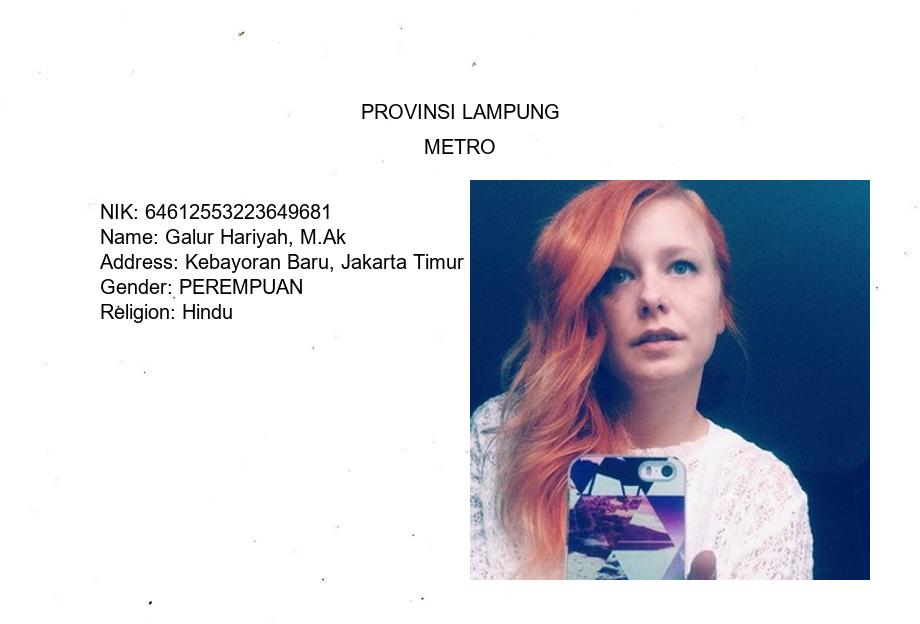 PROVINSI LAMPUNG
METRO
NIK: 64612553223649681
Name: Galur Hariyah, M.Ak
Address: Kebayoran Baru, Jakarta Timur
Gender: PEREMPUAN
Religion: Hindu